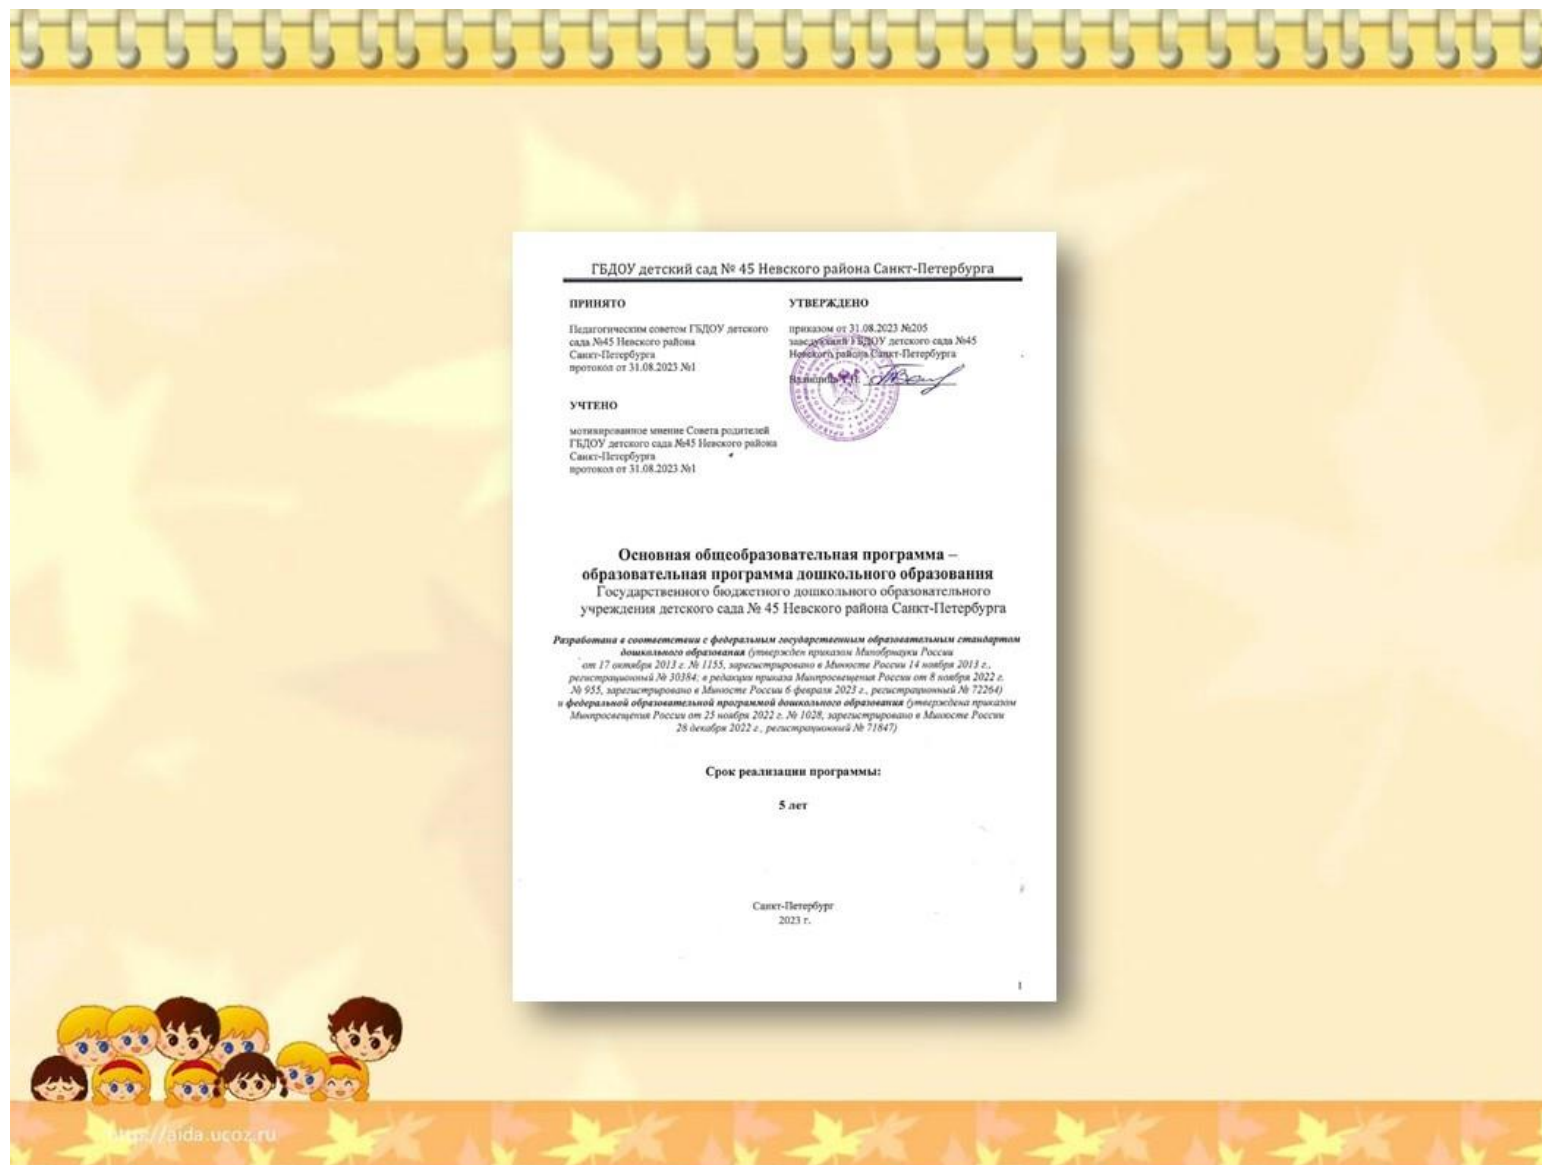 ГБДОУ детский сад № 45 Невского района Санкт-Петербурга
ПРИНЯТО
Педагогическим советом ГБДОУ детского
сада №45 Невского района
Санкт-Петербурга
протокол от 31.08.2023 №1
УТВЕРЖДЕНО
приказом от 31.08.2023 №205
заведующий ГБДОУ детского сада №45
Невского района Санкт-Петербурга
УЧТЕНО
мотивированное мнение Совета родителей
ГБДОУ детского сада №45 Невского района
Санкт-Петербурга
протокол от 31.08.2023 №1
Основная общеобразовательная программа –
образовательная программа дошкольного образования
Государственного бюджетного дошкольного образовательного
учреждения детского сада № 45 Невского района Санкт-Петербурга
Разработана в соответствии с федеральным государственным образовательным стандартом
дошкольного образования (утвержден приказом Минобрнауки России
от 17 октября 2013 г. № 1155, зарегистрировано в Минюсте России 14 ноября 2013 г.,
регистрационный № 30384; в редакции приказа Минпросвещения России от 8 ноября 2022 г.
№ 955, зарегистрировано в Минюсте России 6 февраля 2023 г., регистрационный № 72264)
и федеральной образовательной программой дошкольного образования (утверждена приказом
Минпросвещения России от 25 ноября 2022 г. № 1028, зарегистрировано в Минюсте России
28 декабря 2022 г., регистрационный № 71847)
Срок реализации программы:
5 лет
Санкт-Петербург
2023 г.
1
http://aida.ucoz.ru